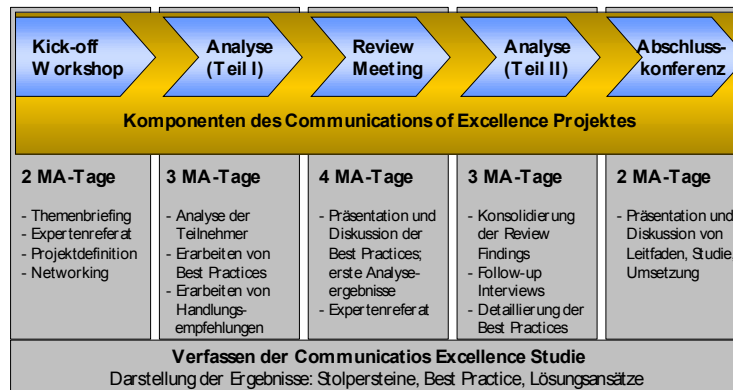 Kick-off
Workshop
Analyse
(Teil I)
Review
Meeting
Analyse
(Teil II)
Abschluss-
konferenz
Komponenten des Communications of Excellence Projektes
2 MA-Tage
- Themenbriefing
- Expertenreferat
- Projektdefinition
- Networking
3 MA-Tage
- Analyse der
Teilnehmer
- Erarbeiten von
Best Practices
- Erarbeiten von
Handlungs-
empfehlungen
4 MA-Tage
- Präsentation und
Diskussion der
Best Practices;
erste Analyse-
ergebnisse
- Expertenreferat
3 MA-Tage
- Konsolidierung
der Review
Findings
- Follow-up
Interviews
- Detaillierung der
Best Practices
2 MA-Tage
- Präsentation und
Diskussion von
Leitfaden, Studie,
Umsetzung
Verfassen der Communicatios Excellence Studie
Darstellung der Ergebnisse: Stolpersteine, Best Practice, Lösungsansätze